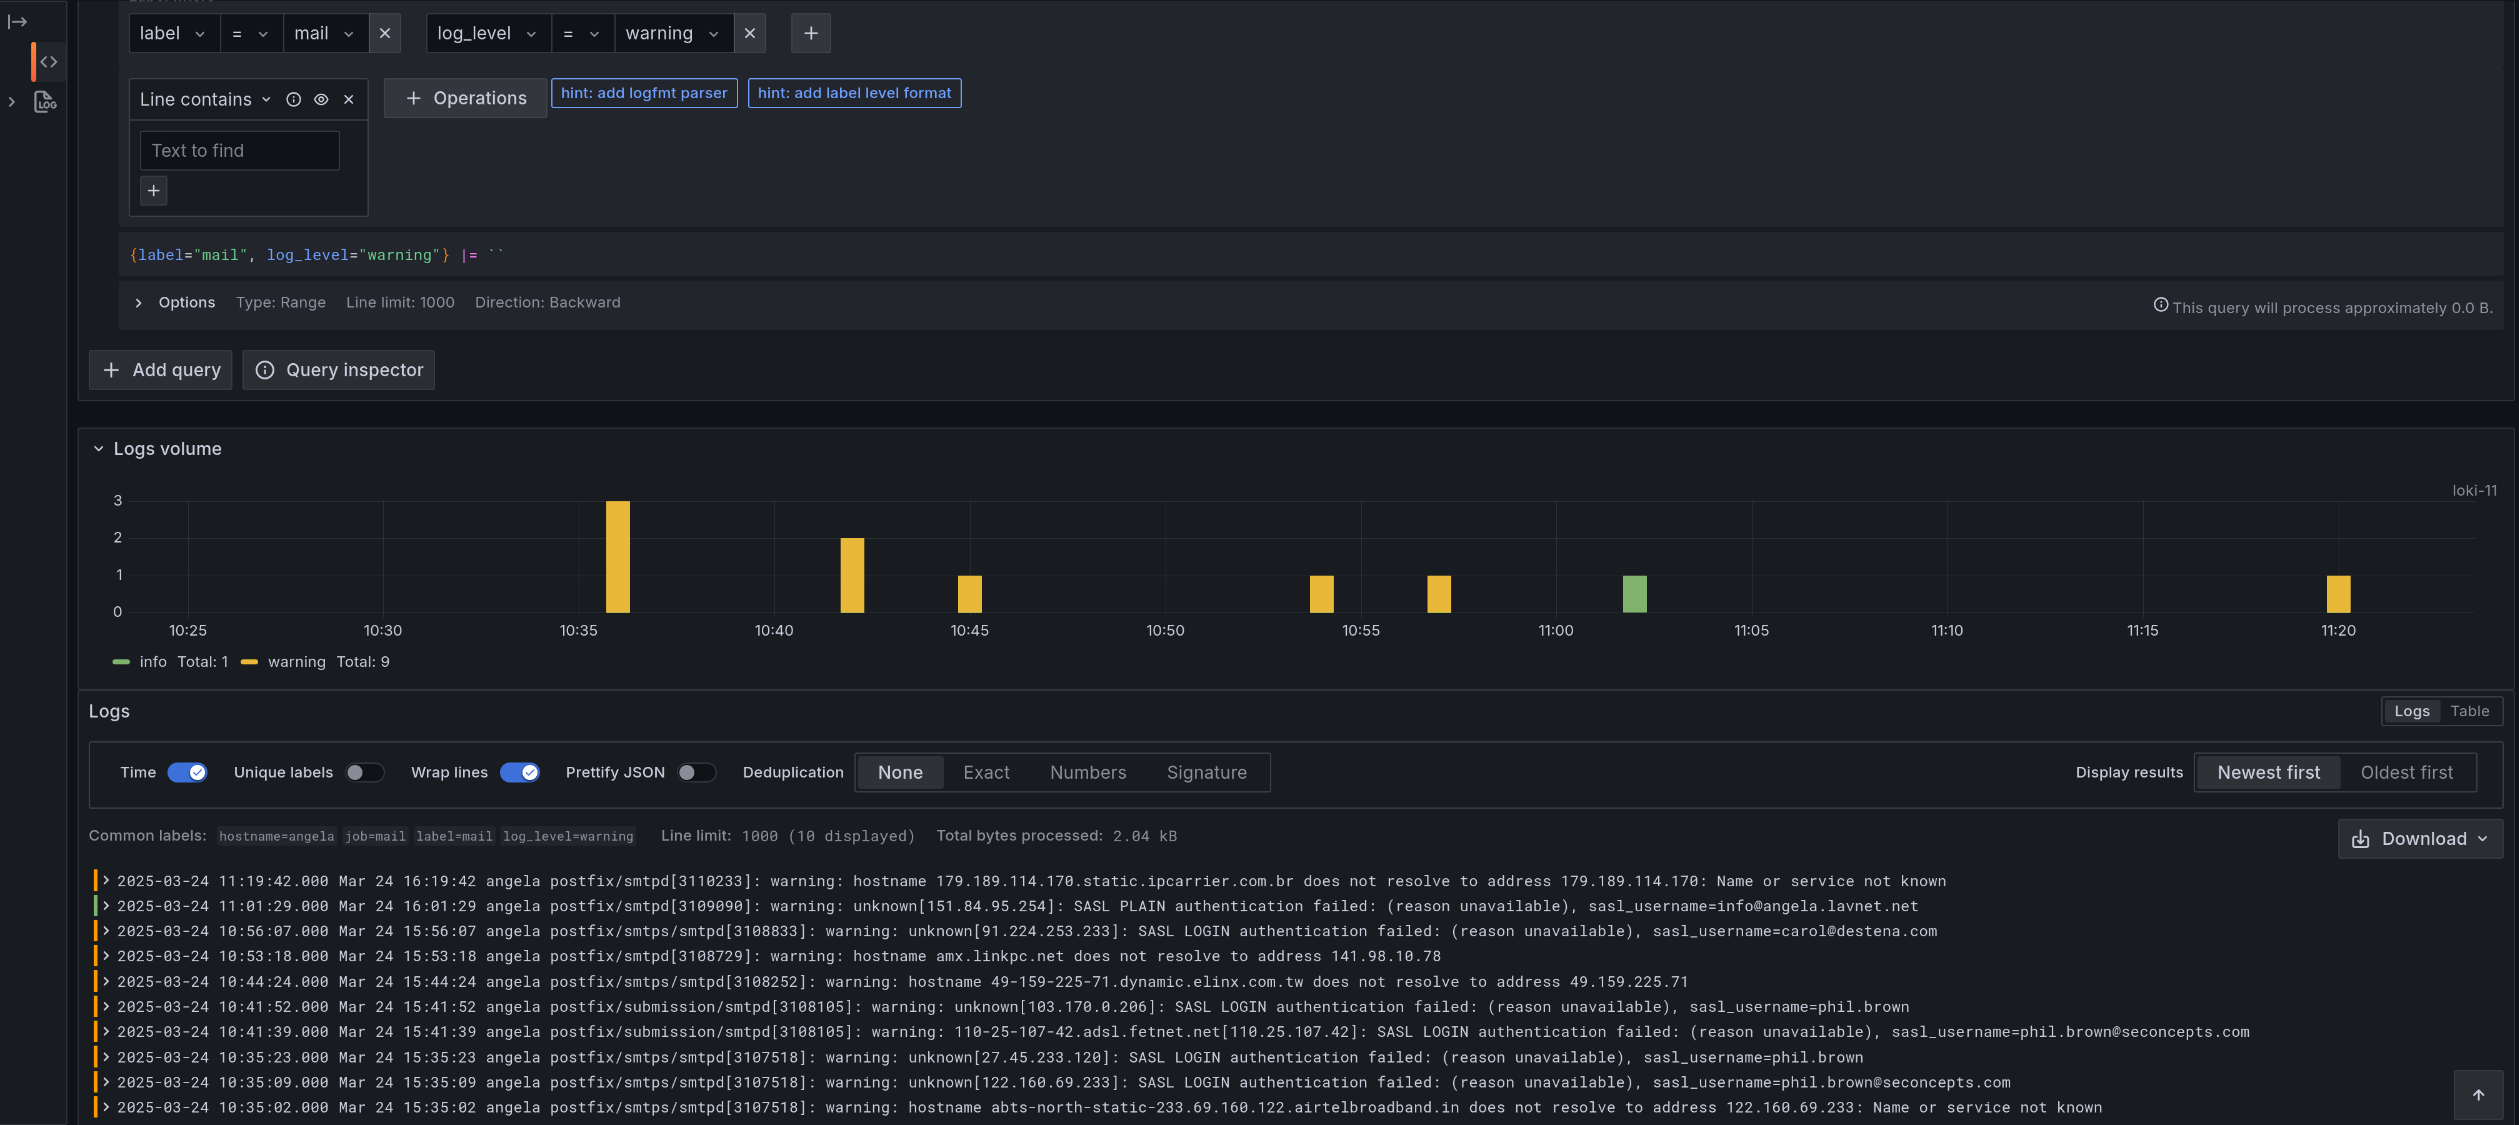 label = mail log_level = warning
Line contains Operations hint: add logfmt parser hint: add label level format
Text to find
{label="mail", log_level="warning"} |= ``
Options Type: Range Line limit: 1000 Direction: Backward This query will process approximately 0.0 B.
Add query Query inspector
Logs volume
loki-11
3
2
1
0
10:25 10:30 10:35 10:40 10:45 10:50 10:55 11:00 11:05 11:10 11:15 11:20
info Total: 1 warning Total: 9
Logs Logs Table
Time Unique labels Wrap lines Prettify JSON Deduplication None Exact Numbers Signature Display results Newest first Oldest first
Common labels: hostname=angela job=mail label=mail log_level=warning Line limit: 1000 (10 displayed) Total bytes processed: 2.04 kB Download
2025-03-24 11:19:42.000 Mar 24 16:19:42 angela postfix/smtpd[3110233]: warning: hostname 179.189.114.170.static.ipcarrier.com.br does not resolve to address 179.189.114.170: Name or service not known
2025-03-24 11:01:29.000 Mar 24 16:01:29 angela postfix/smtpd[3109090]: warning: unknown[151.84.95.254]: SASL PLAIN authentication failed: (reason unavailable), sasl_username=info@angela.lavnet.net
2025-03-24 10:56:07.000 Mar 24 15:56:07 angela postfix/smtps/smtpd[3108833]: warning: unknown[91.224.253.233]: SASL LOGIN authentication failed: (reason unavailable), sasl_username=carol@destena.com
2025-03-24 10:53:18.000 Mar 24 15:53:18 angela postfix/smtpd[3108729]: warning: hostname amx.linkpc.net does not resolve to address 141.98.10.78
2025-03-24 10:44:24.000 Mar 24 15:44:24 angela postfix/smtps/smtpd[3108252]: warning: hostname 49-159-225-71.dynamic.elinx.com.tw does not resolve to address 49.159.225.71
2025-03-24 10:41:52.000 Mar 24 15:41:52 angela postfix/submission/smtpd[3108105]: warning: unknown[103.170.0.206]: SASL LOGIN authentication failed: (reason unavailable), sasl_username=phil.brown
2025-03-24 10:41:39.000 Mar 24 15:41:39 angela postfix/submission/smtpd[3108105]: warning: 110-25-107-42.adsl.fetnet.net[110.25.107.42]: SASL LOGIN authentication failed: (reason unavailable), sasl_username=phil.brown@seconcepts.com
2025-03-24 10:35:23.000 Mar 24 15:35:23 angela postfix/smtps/smtpd[3107518]: warning: unknown[27.45.233.120]: SASL LOGIN authentication failed: (reason unavailable), sasl_username=phil.brown
2025-03-24 10:35:09.000 Mar 24 15:35:09 angela postfix/smtps/smtpd[3107518]: warning: unknown[122.160.69.233]: SASL LOGIN authentication failed: (reason unavailable), sasl_username=phil.brown@seconcepts.com
2025-03-24 10:35:02.000 Mar 24 15:35:02 angela postfix/smtps/smtpd[3107518]: warning: hostname abts-north-static-233.69.160.122.airtelbroadband.in does not resolve to address 122.160.69.233: Name or service not known